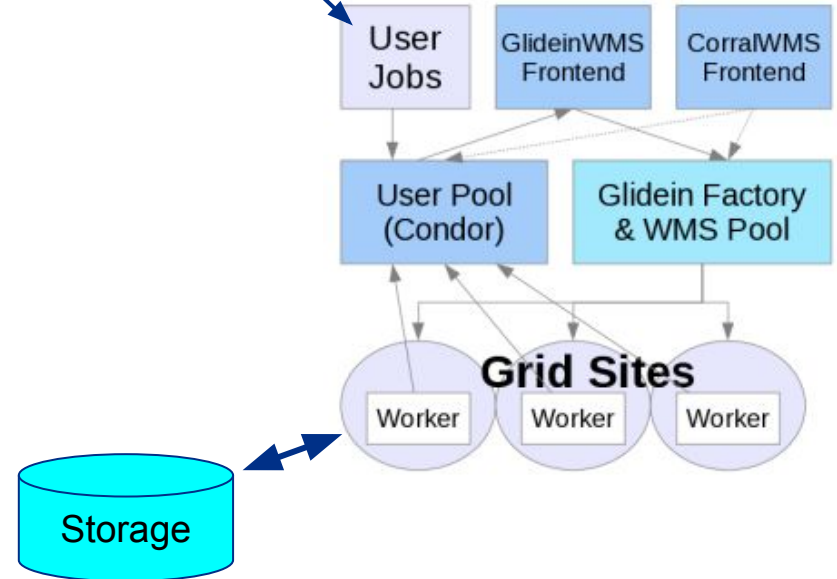 User
Jobs
GlideinWMS
Frontend
CorralWMS
Frontend
User Pool
(Condor)
Glidein Factory
& WMS Pool
Grid Sites
Worker
Worker
Worker
Storage